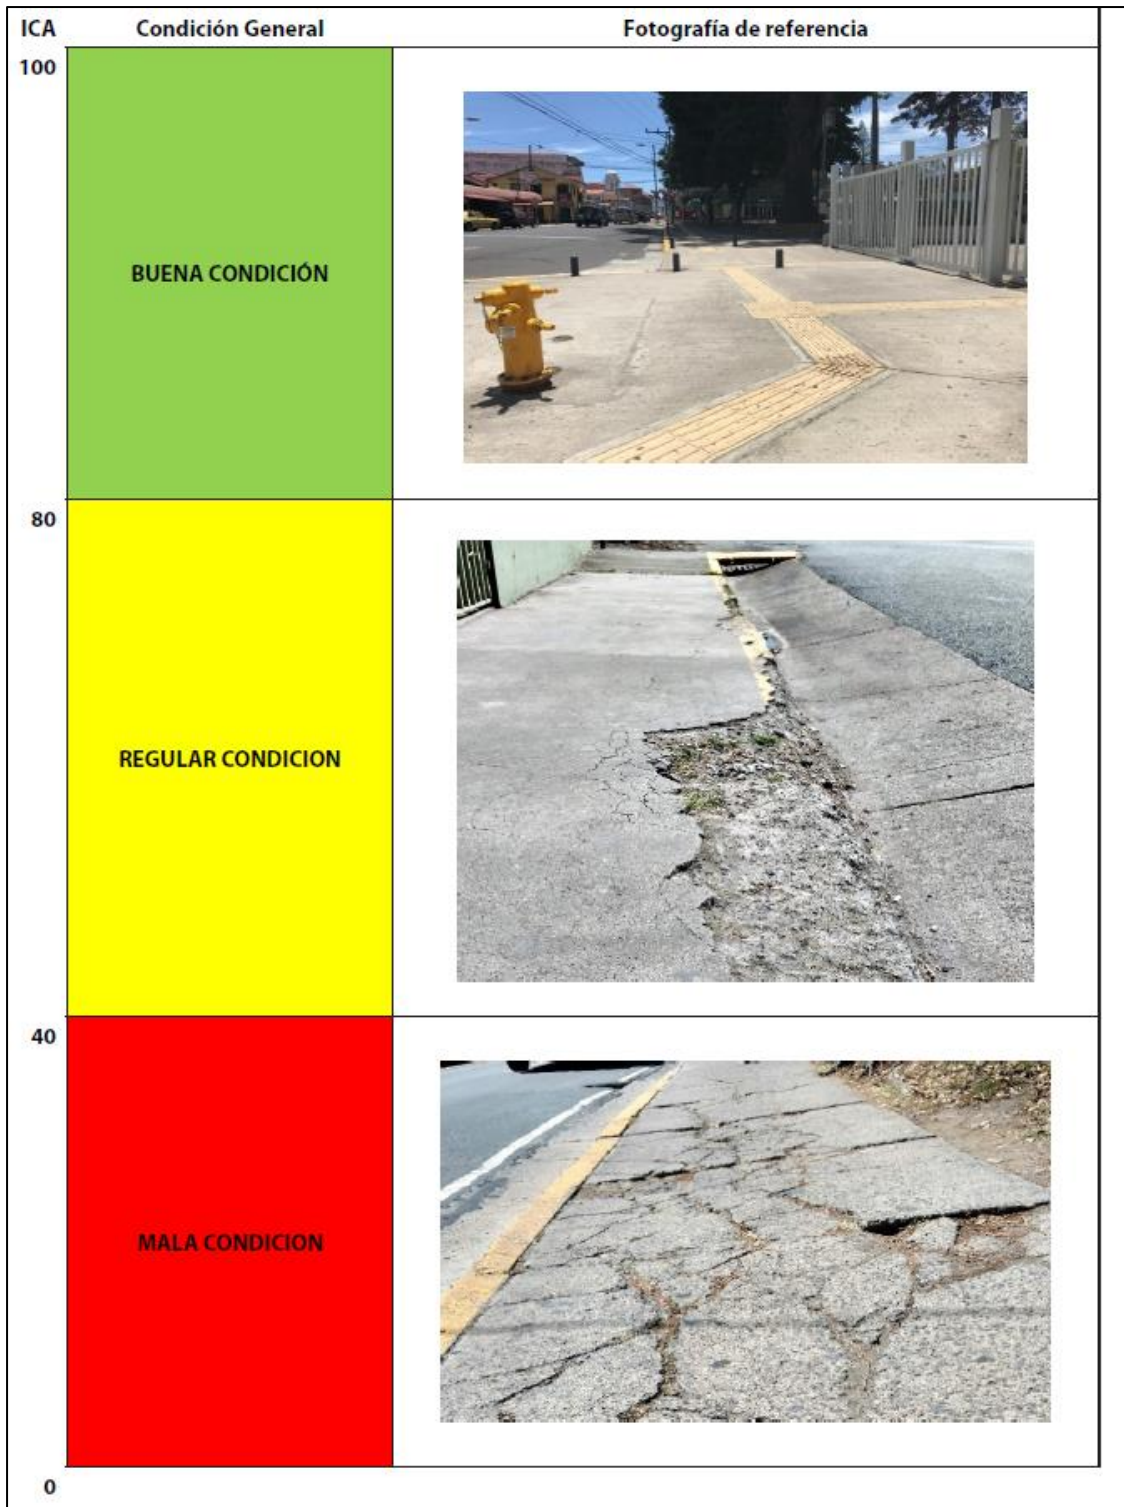 ICA Condición General Fotografía de referencia
100
BUENA CONDICIÓN
80
REGULAR CONDICION
40
MALA CONDICION
0